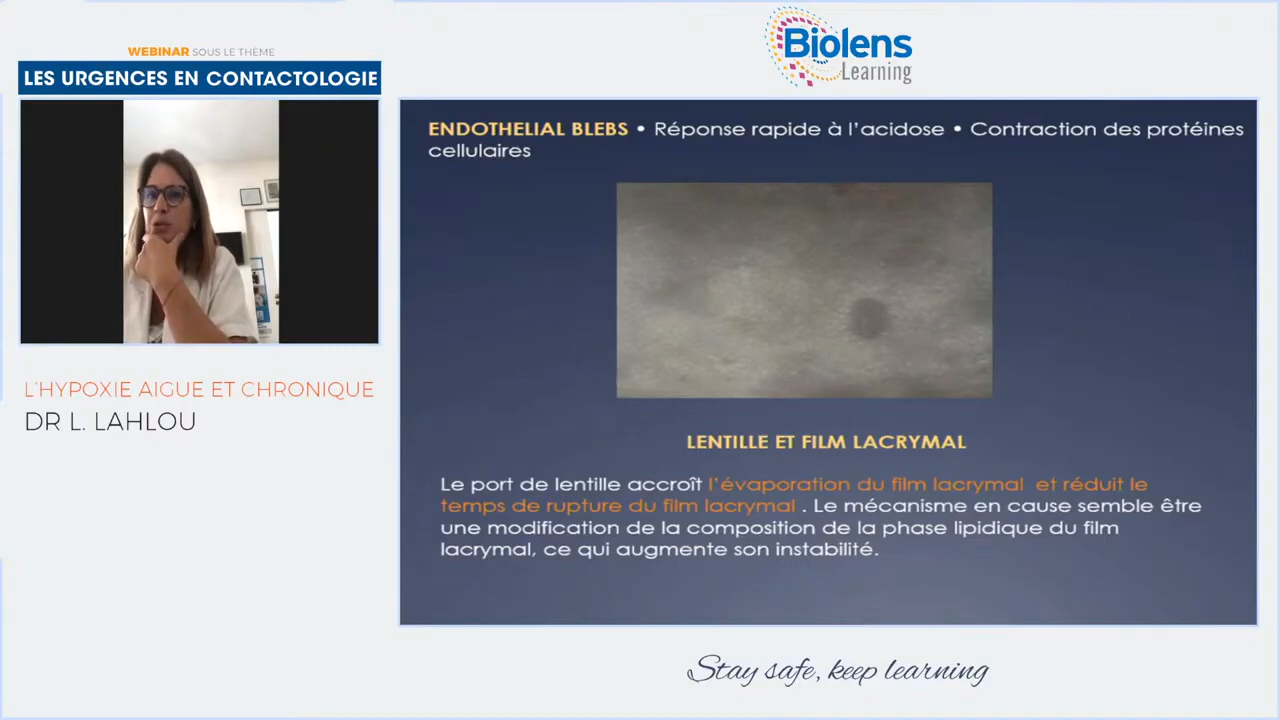 WEBINAR SOUS LE THÈME
LES URGENCES EN CONTACTOLOGIE
L'HYPOXIE AIGUE ET CHRONIQUE
DR L. LAHLOU
Biolens
Learning
ENDOTHELIAL BLEBS • Réponse rapide à l'acidose • Contraction des protéines
cellulaires
LENTILLE ET FILM LACRYMAL
Le port de lentille accroît l'évaporation du film lacrymal et réduit le
temps de rupture du film lacrymal . Le mécanisme en cause semble être
une modification de la composition de la phase lipidique du film
lacrymal, ce qui augmente son instabilité.
Stay safe, keep learning